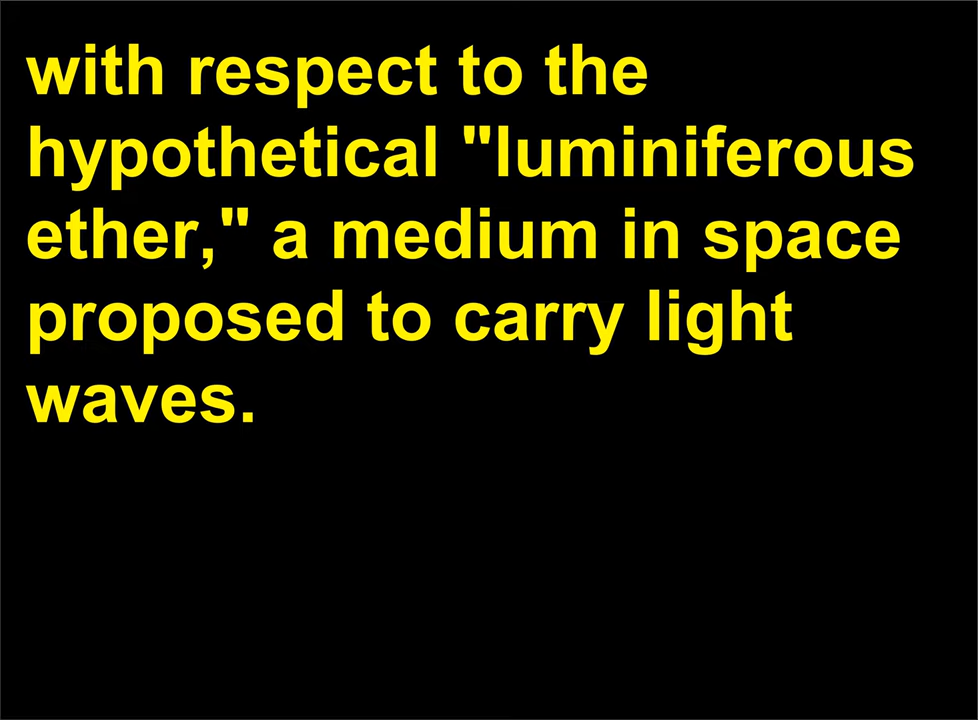 with respect to the
hypothetical "luminiferous
ether," a medium in space
proposed to carry light
waves.